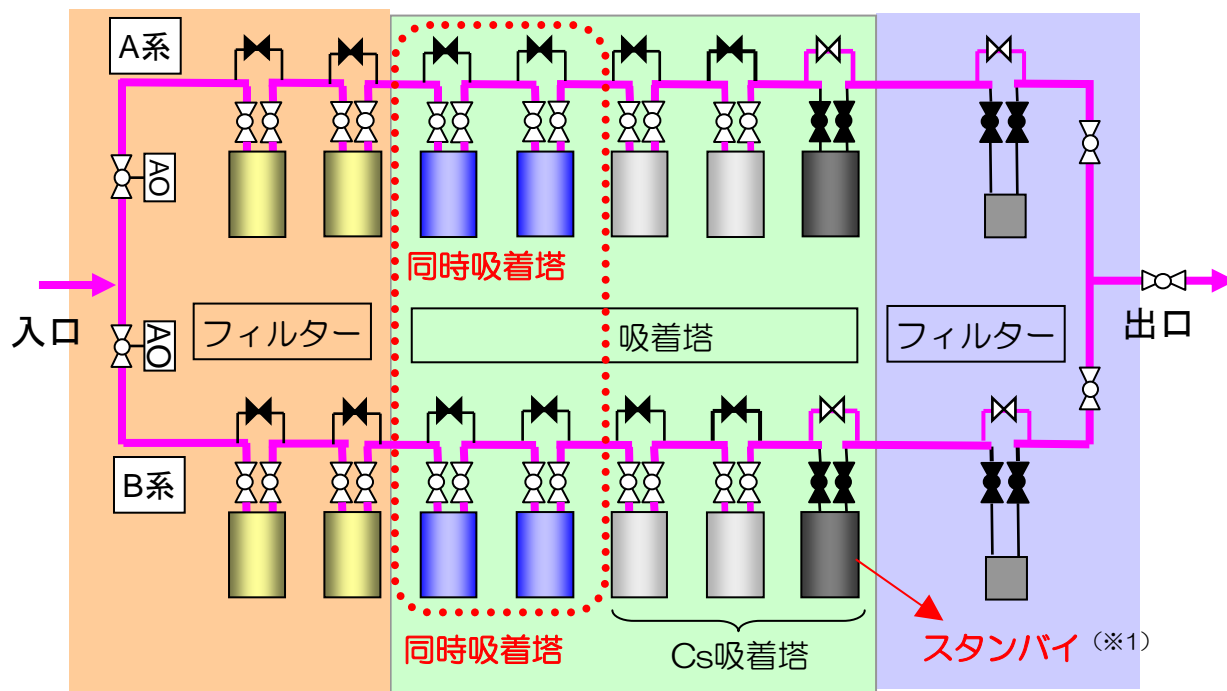 A系
AO
同時吸着塔
入口
フィルター
吸着塔
フィルター
出口
AO
B系
同時吸着塔
Cs吸着塔
スタンバイ（※1）